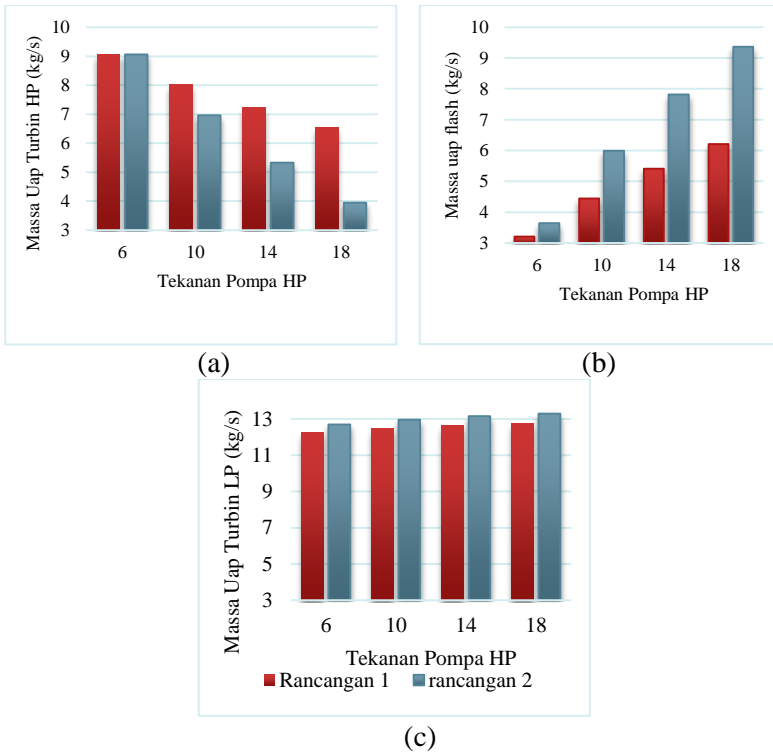 10
9
8
7
6
5
4
3
Massa Uap Turbin HP (kg/s)
6 10 14 18
Tekanan Pompa HP
(a)
10
9
8
7
6
5
4
3
Massa uap flash (kg/s)
6 10 14 18
Tekanan Pompa HP
(b)
13
11
9
7
5
3
Massa Uap Turbin LP (kg/s)
6 10 14 18
Tekanan Pompa HP
Rancangan 1 rancangan 2
(c)